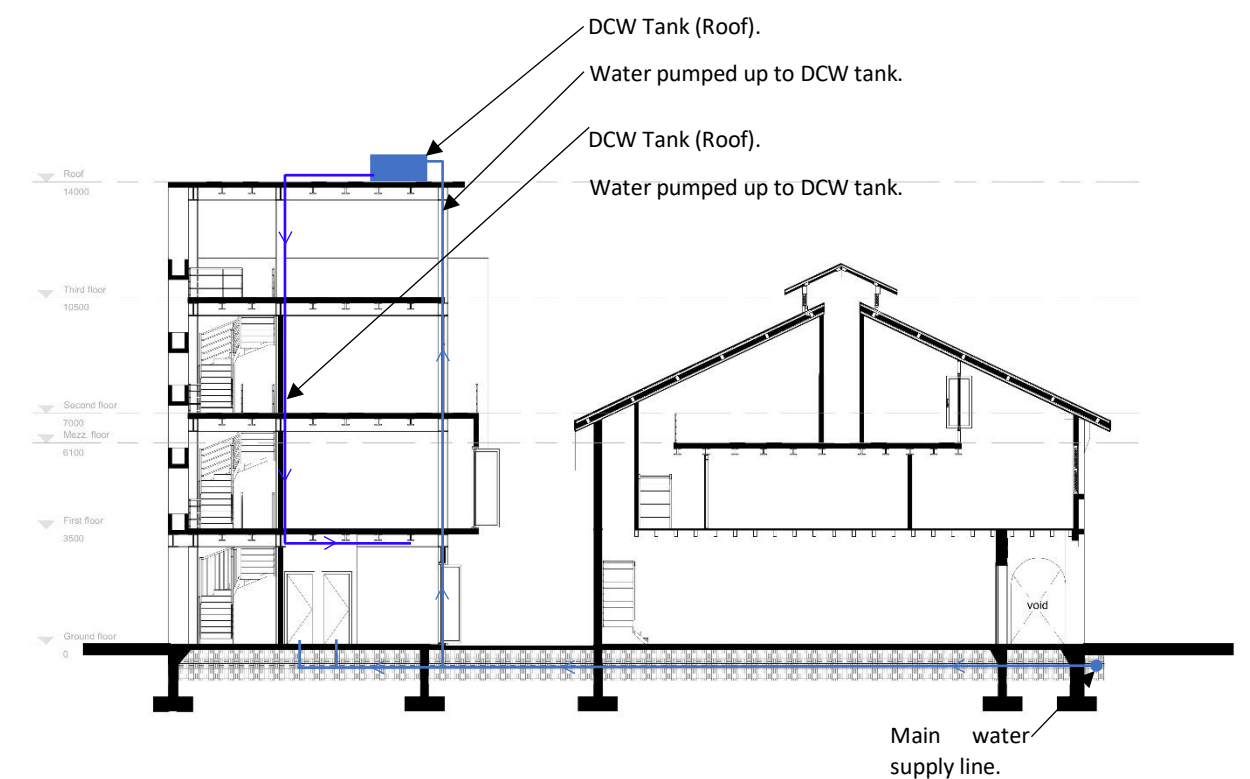 DCW Tank (Roof).
Water pumped up to DCW tank.
DCW Tank (Roof).
Water pumped up to DCW tank.
Roof
14000
Third floor
10500
Second floor
7000
Mezz. floor
6100
First floor
3500
Ground floor
0
void
Main water
supply line.